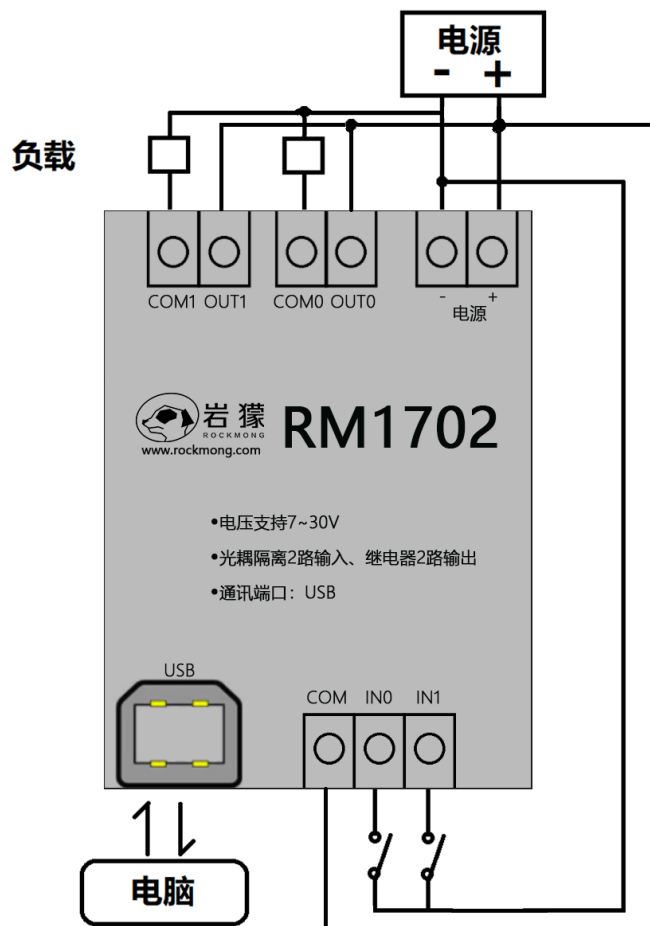 电源
- +
负载
COM1 OUT1 COM0 OUT0 - +
电源
岩獴 RM1702
ROCKMONG
www.rockmong.com
•电压支持7~30V
•光耦隔离2路输入、继电器2路输出
•通讯端口：USB
USB
COM IN0 IN1
电脑